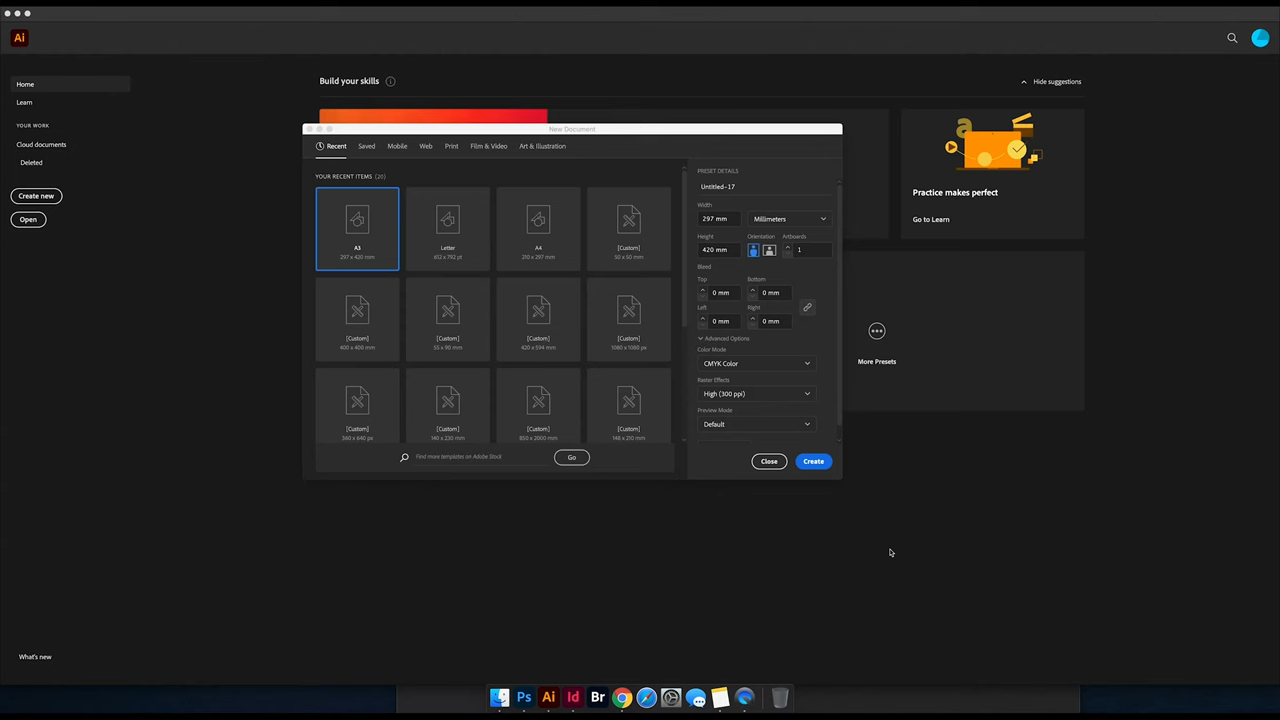 Ai
Build your skills
Hide suggestions
Home
Learn
YOUR WORK
Cloud documents
Deleted
Create new
Open
What's new
a
Practice makes perfect
Go to Learn
More Presets
New Document
Recent
Saved
Mobile
Web
Print
Film & Video
Art & Illustration
YOUR RECENT ITEMS (20)
A3
297 x 420 mm
Letter
612 x 792 pt
A4
210 x 297 mm
[Custom]
50 x 50 mm
[Custom]
400 x 400 mm
[Custom]
55 x 90 mm
[Custom]
420 x 594 mm
[Custom]
1080 x 1080 px
[Custom]
360 x 640 px
[Custom]
140 x 230 mm
[Custom]
850 x 2000 mm
[Custom]
148 x 210 mm
Find more templates on Adobe Stock
Go
PRESET DETAILS
Untitled-17
Width
297 mm
Millimeters
Height
Orientation
Artboards
420 mm
1
Bleed
Top
Bottom
0 mm
0 mm
Left
Right
0 mm
0 mm
Advanced Options
Color Mode
CMYK Color
Raster Effects
High (300 ppi)
Preview Mode
Default
Close
Create
Ps
Ai
Id
Br